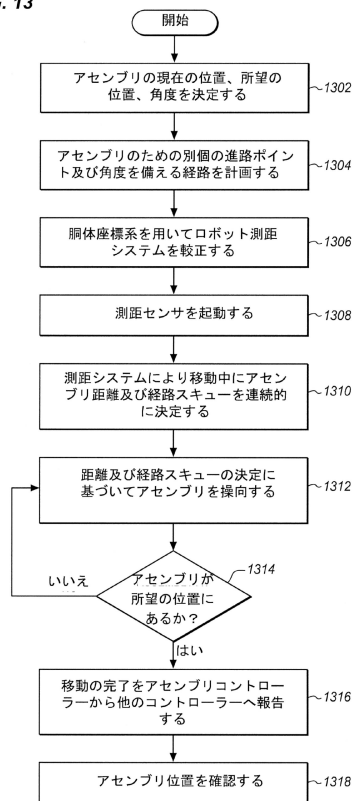 G. 13
開始
アセンブリの現在の位置、所望の
位置、角度を決定する
1302
アセンブリのための別個の進路ポイン
ト及び角度を備える経路を計画する
1304
胴体座標系を用いてロボット測距
システムを較正する
1306
測距センサを起動する
1308
測距システムにより移動中にアセン
ブリ距離及び経路スキューを連続的
に決定する
1310
距離及び経路スキューの決定に
基づいてアセンブリを操向する
1312
アセンブリが
所望の位置に
あるか?
1314
いいえ
はい
移動の完了をアセンブリコントロー
ラーから他のコントローラーへ報告
する
1316
アセンブリ位置を確認する
1318